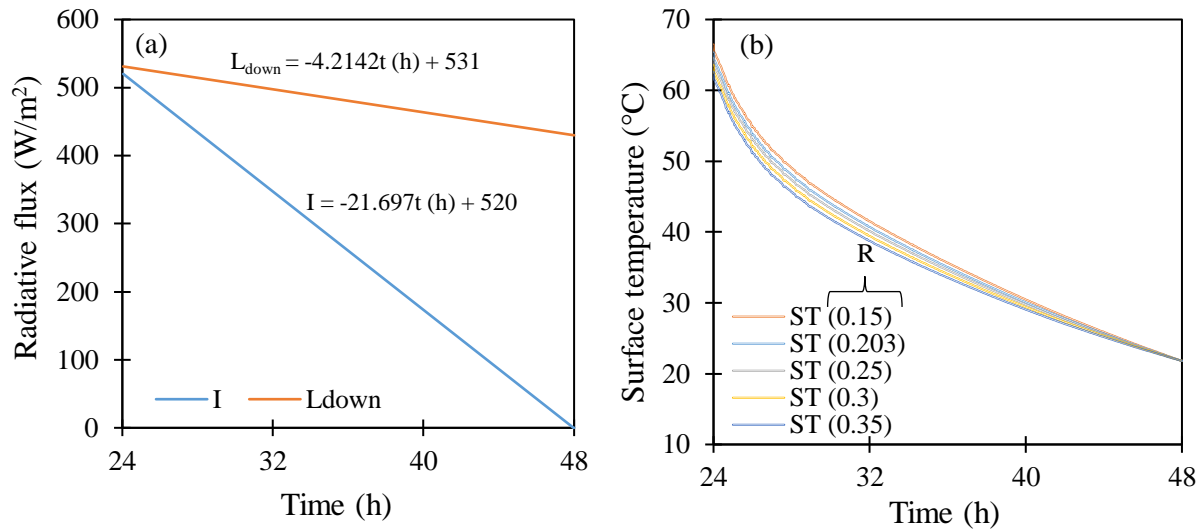 (a)
L_down = -4.2142t (h) + 531
I = -21.697t (h) + 520
Radiative flux (W/m²)
600
500
400
300
200
100
0
I
Ldown
24
32
40
48
Time (h)
(b)
Surface temperature (°C)
70
60
50
40
30
20
10
R
ST (0.15)
ST (0.203)
ST (0.25)
ST (0.3)
ST (0.35)
24
32
40
48
Time (h)